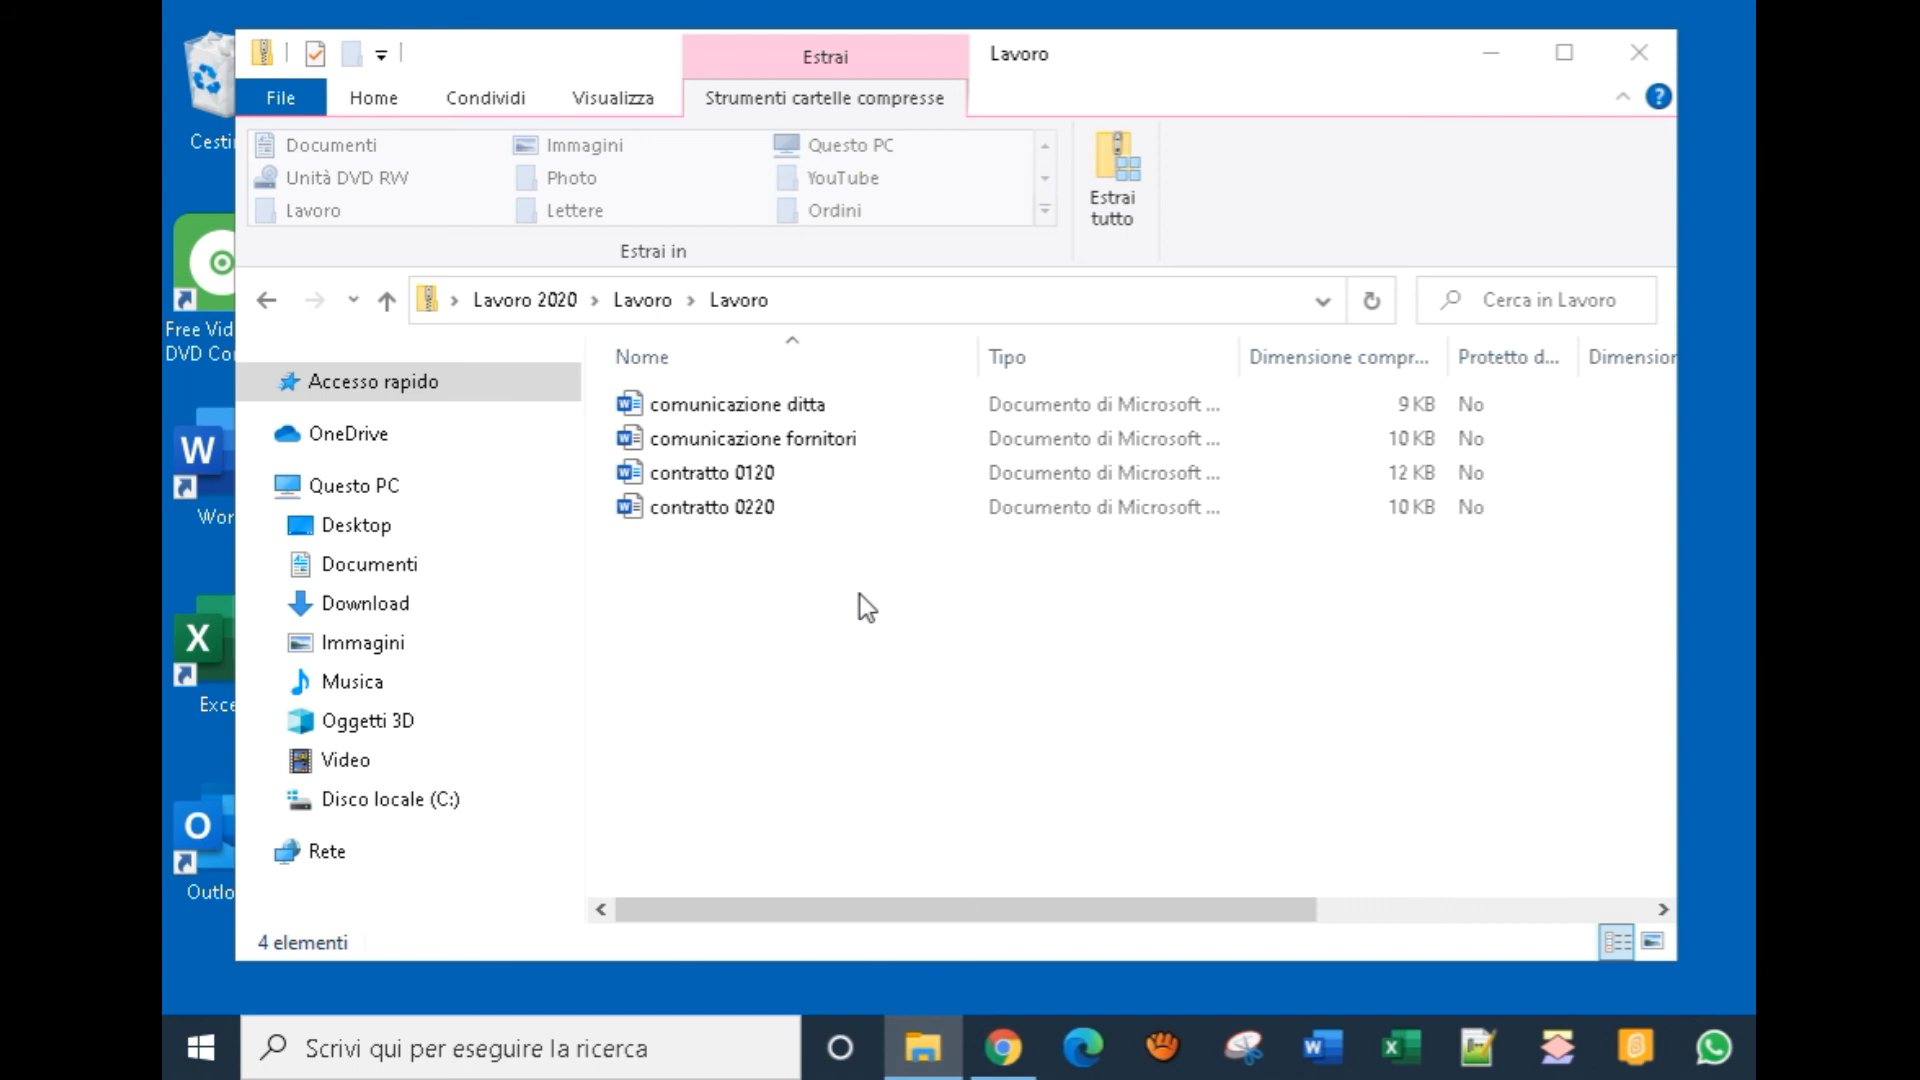 Estrai
Lavoro
File
Home
Condividi
Visualizza
Strumenti cartelle compresse
?
Documenti
Immagini
Questo PC
Unità DVD RW
Photo
YouTube
Lavoro
Lettere
Ordini
Estrai
tutto
Estrai in
Lavoro 2020 > Lavoro > Lavoro
Cerca in Lavoro
Nome
Tipo
Dimensione compr...
Protetto d...
Dimension
comunicazione ditta
Documento di Microsoft ...
9 KB
No
comunicazione fornitori
Documento di Microsoft ...
10 KB
No
contratto 0120
Documento di Microsoft ...
12 KB
No
contratto 0220
Documento di Microsoft ...
10 KB
No
Accesso rapido
OneDrive
Questo PC
Desktop
Documenti
Download
Immagini
Musica
Oggetti 3D
Video
Disco locale (C:)
Rete
4 elementi
Cesti
Free Vid
DVD Co
Wor
Exce
Outlo
Scrivi qui per eseguire la ricerca